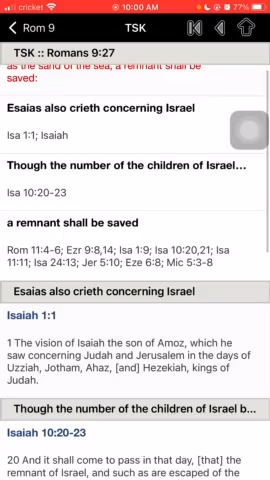 cricket 10:00 AM 77%
Rom 9 TSK
TSK :: Romans 9:27
as the sand of the sea, a remnant shall be
saved:
Esaias also crieth concerning Israel
Isa 1:1; Isaiah
Though the number of the children of Israel...
Isa 10:20-23
a remnant shall be saved
Rom 11:4-6; Ezr 9:8,14; Isa 1:9; Isa 10:20,21; Isa
11:11; Isa 24:13; Jer 5:10; Eze 6:8; Mic 5:3-8
Esaias also crieth concerning Israel
Isaiah 1:1
1 The vision of Isaiah the son of Amoz, which he
saw concerning Judah and Jerusalem in the days of
Uzziah, Jotham, Ahaz, [and] Hezekiah, kings of
Judah.
Though the number of the children of Israel b...
Isaiah 10:20-23
20 And it shall come to pass in that day, [that] the
remnant of Israel, and such as are escaped of the